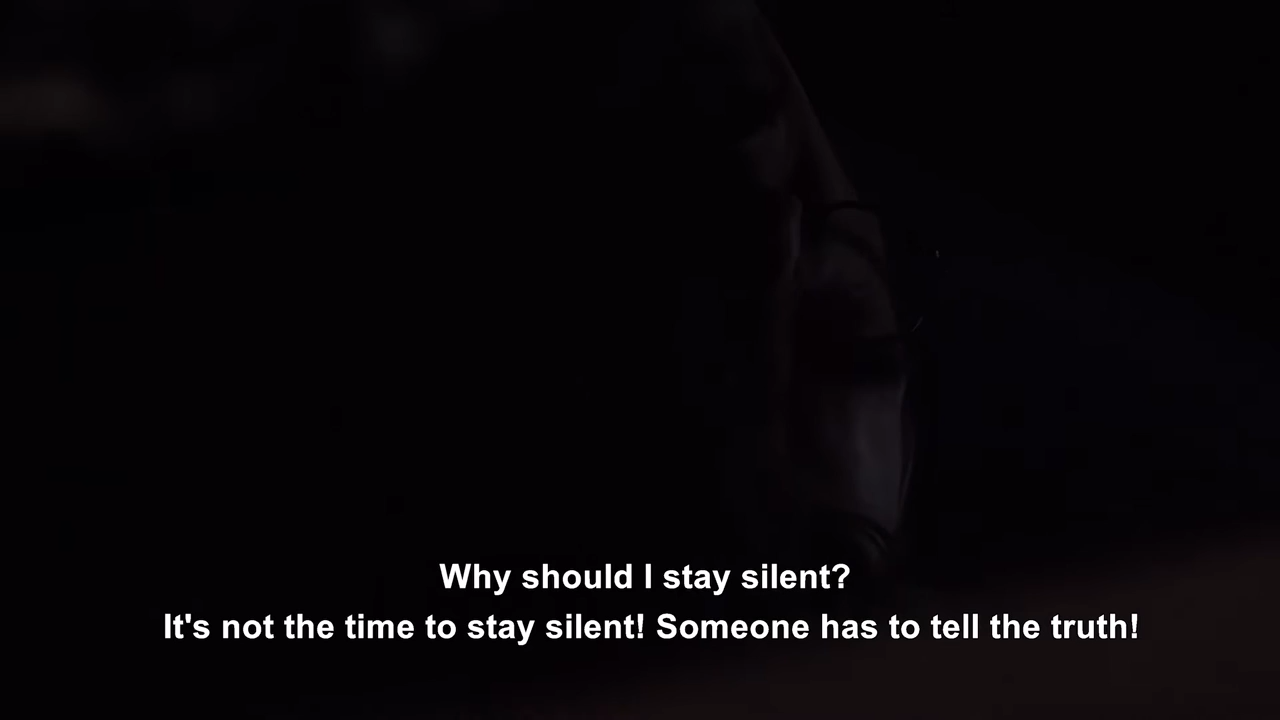 Why should I stay silent?
It's not the time to stay silent! Someone has to tell the truth!